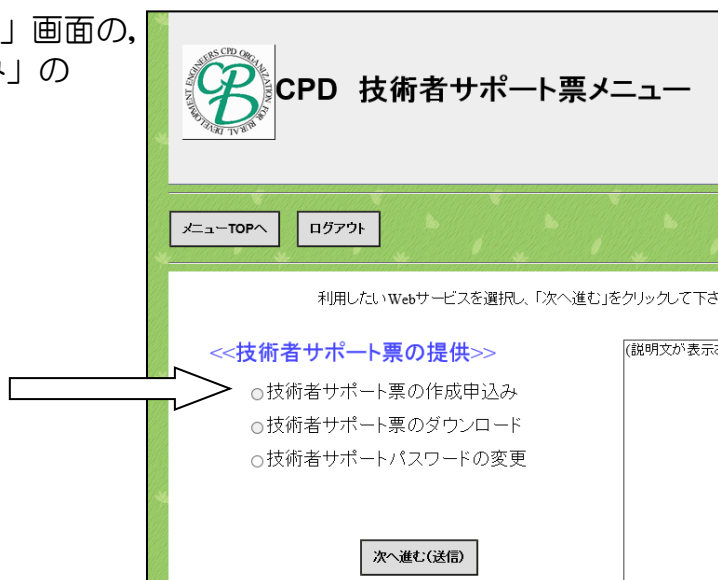 」画面の,
」の
ENGINEERS CPD ORGANIZATION FOR RURAL DEVELOPMENT
CPD 技術者サポート票メニュー
メニューTOPへ
ログアウト
利用したいWebサービスを選択し、「次へ進む」をクリックして下さ
<<技術者サポート票の提供>>
(説明文が表示さ
技術者サポート票の作成申込み
技術者サポート票のダウンロード
技術者サポートパスワードの変更
次へ進む(送信)